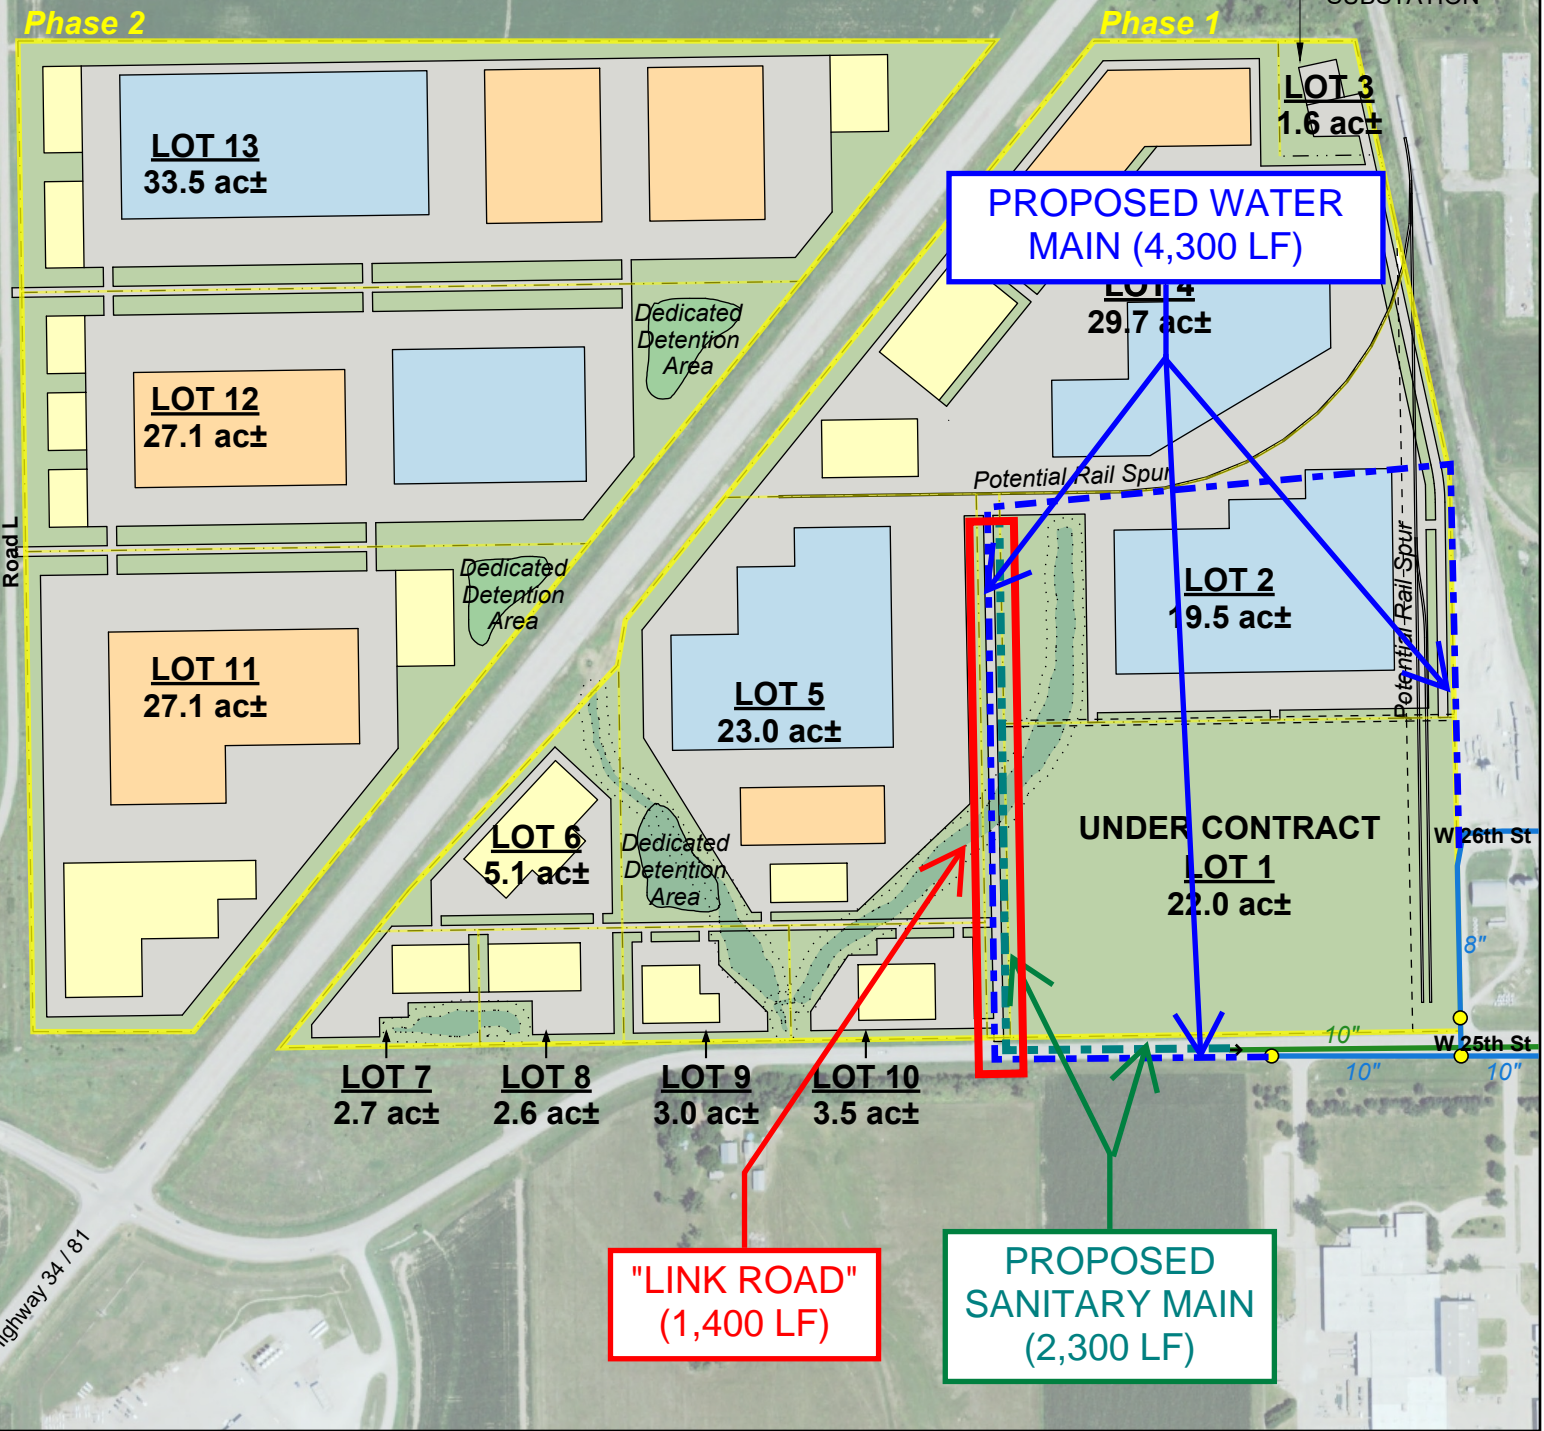 SUBSTATION
Phase 2
Phase 1
LOT 3
1.6 ac±
LOT 13
33.5 ac±
PROPOSED WATER
MAIN (4,300 LF)
LOT 4
29.7 ac±
Dedicated
Detention
Area
LOT 12
27.1 ac±
Potential Rail Spur
Road L
Dedicated
Detention
Area
Potential Rail Spur
LOT 2
19.5 ac±
LOT 11
27.1 ac±
LOT 5
23.0 ac±
LOT 6
5.1 ac±
Dedicated
Detention
Area
UNDER CONTRACT
LOT 1
22.0 ac±
W 26th St
8"
10"
W 25th St
10"
10"
LOT 7
2.7 ac±
LOT 8
2.6 ac±
LOT 9
3.0 ac±
LOT 10
3.5 ac±
Highway 34 / 81
"LINK ROAD"
(1,400 LF)
PROPOSED
SANITARY MAIN
(2,300 LF)